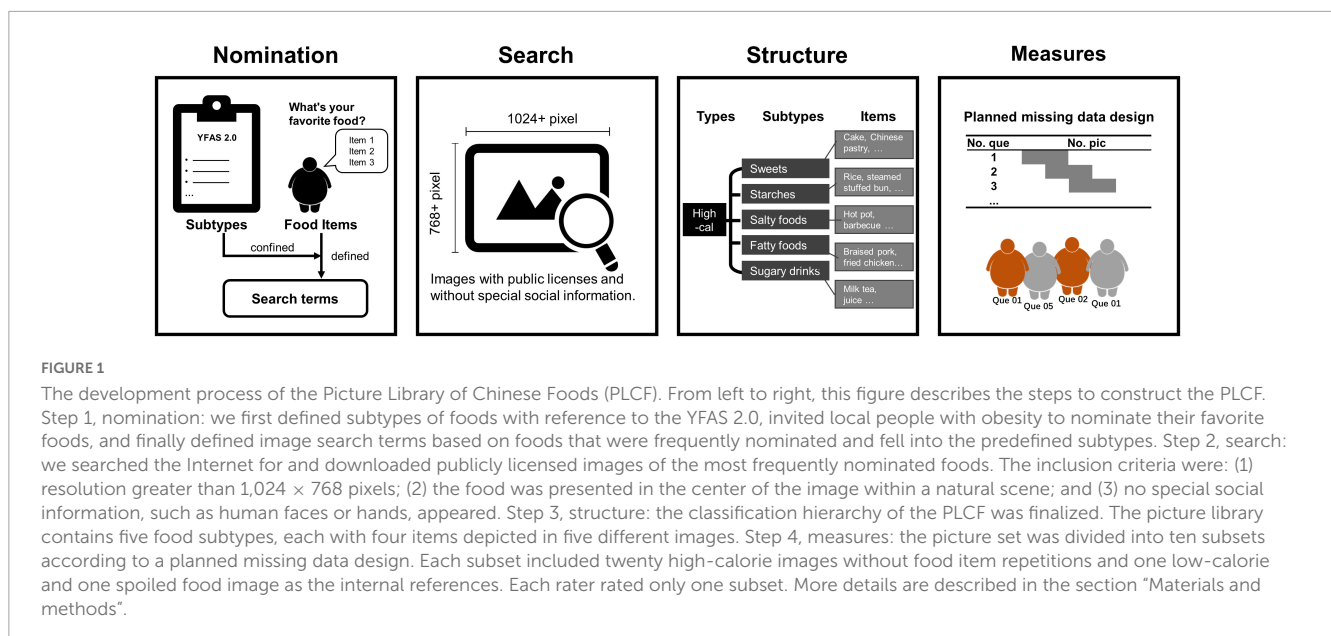 Nomination
YFAS 2.0
...
What's your
favorite food?
Item 1
Item 2
Item 3
Subtypes
Food Items
confined
defined
Search terms
Search
1024+ pixel
768+ pixel
Images with public licenses and
without special social information.
Structure
Types
Subtypes
Items
High
-cal
Sweets
Starches
Salty foods
Fatty foods
Sugary drinks
Cake, Chinese
pastry, ...
Rice, steamed
stuffed bun, ...
Hot pot,
barbecue ...
Braised pork,
fried chicken...
Milk tea,
juice ...
Measures
Planned missing data design
No. que No. pic
1
2
3
...
Que 01
Que 05
Que 02
Que 01
FIGURE 1
The development process of the Picture Library of Chinese Foods (PLCF). From left to right, this figure describes the steps to construct the PLCF.
Step 1, nomination: we first defined subtypes of foods with reference to the YFAS 2.0, invited local people with obesity to nominate their favorite
foods, and finally defined image search terms based on foods that were frequently nominated and fell into the predefined subtypes. Step 2, search:
we searched the Internet for and downloaded publicly licensed images of the most frequently nominated foods. The inclusion criteria were: (1)
resolution greater than 1,024 × 768 pixels; (2) the food was presented in the center of the image within a natural scene; and (3) no special social
information, such as human faces or hands, appeared. Step 3, structure: the classification hierarchy of the PLCF was finalized. The picture library
contains five food subtypes, each with four items depicted in five different images. Step 4, measures: the picture set was divided into ten subsets
according to a planned missing data design. Each subset included twenty high-calorie images without food item repetitions and one low-calorie
and one spoiled food image as the internal references. Each rater rated only one subset. More details are described in the section “Materials and
methods”.